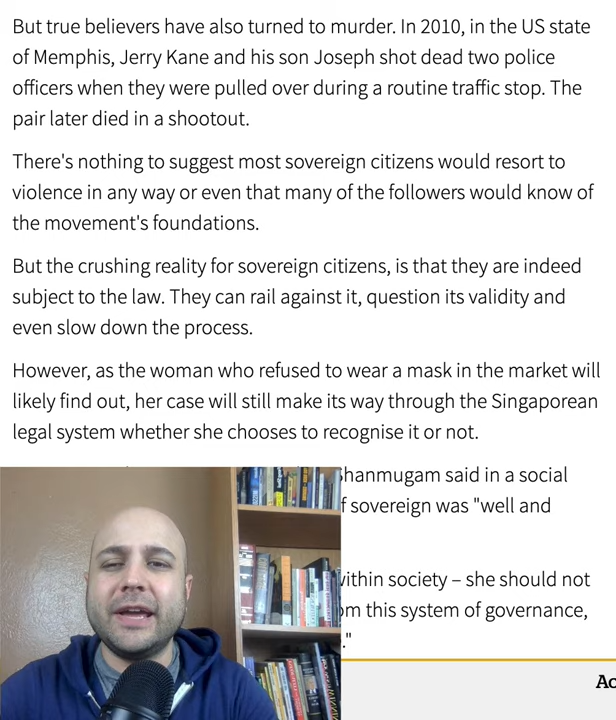 But true believers have also turned to murder. In 2010, in the US state
of Memphis, Jerry Kane and his son Joseph shot dead two police
officers when they were pulled over during a routine traffic stop. The
pair later died in a shootout.
There's nothing to suggest most sovereign citizens would resort to
violence in any way or even that many of the followers would know of
the movement's foundations.
But the crushing reality for sovereign citizens, is that they are indeed
subject to the law. They can rail against it, question its validity and
even slow down the process.
However, as the woman who refused to wear a mask in the market will
likely find out, her case will still make its way through the Singaporean
legal system whether she chooses to recognise it or not.
hanmugam said in a social
f sovereign was "well and
ithin society – she should not
om this system of governance,
."
Ac